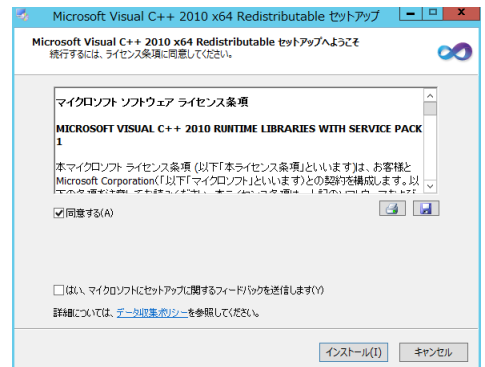 Microsoft Visual C++ 2010 x64 Redistributable セットアップ
Microsoft Visual C++ 2010 x64 Redistributable セットアップへようこそ
続行するには、ライセンス条項に同意してください。
マイクロソフト ソフトウェア ライセンス条項
MICROSOFT VISUAL C++ 2010 RUNTIME LIBRARIES WITH SERVICE PACK
1
本マイクロソフト ライセンス条項 (以下「本ライセンス条項」といいます)は、お客様と
Microsoft Corporation(「以下「マイクロソフト」といいます)との契約を構成します。以
同意する(A)
はい、マイクロソフトにセットアップに関するフィードバックを送信します(Y)
詳細については、データ収集ポリシーを参照してください。
インストール(I)
キャンセル